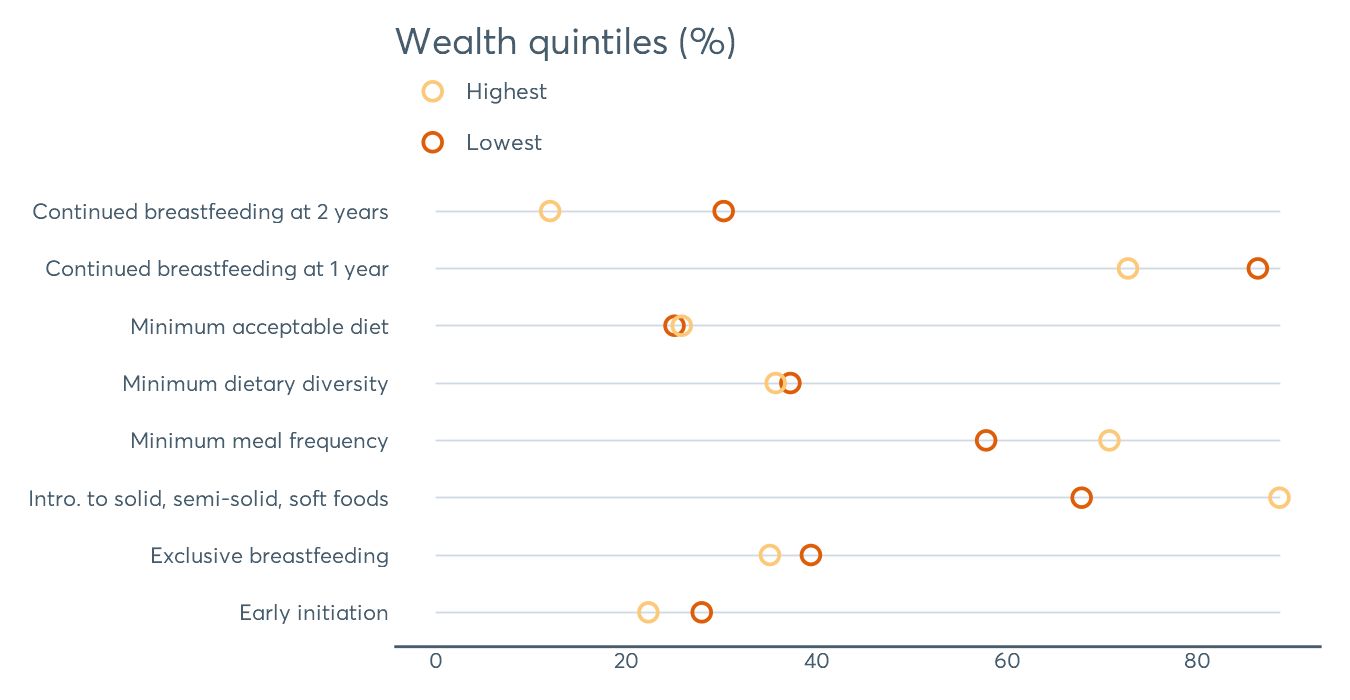 Wealth quintiles (%)
Highest
Lowest
Continued breastfeeding at 2 years
Continued breastfeeding at 1 year
Minimum acceptable diet
Minimum dietary diversity
Minimum meal frequency
Intro. to solid, semi-solid, soft foods
Exclusive breastfeeding
Early initiation
0 20 40 60 80